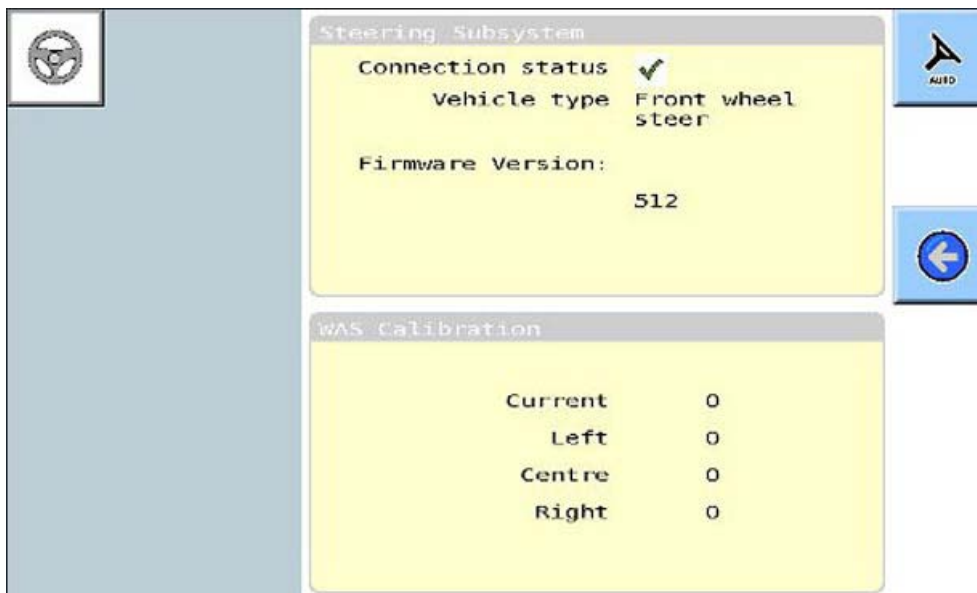 Steering Subsystem
AUTO
Connection status
Vehicle type Front wheel
steer
Firmware Version:
512
WAS Calibration
Current 0
Left 0
Centre 0
Right 0